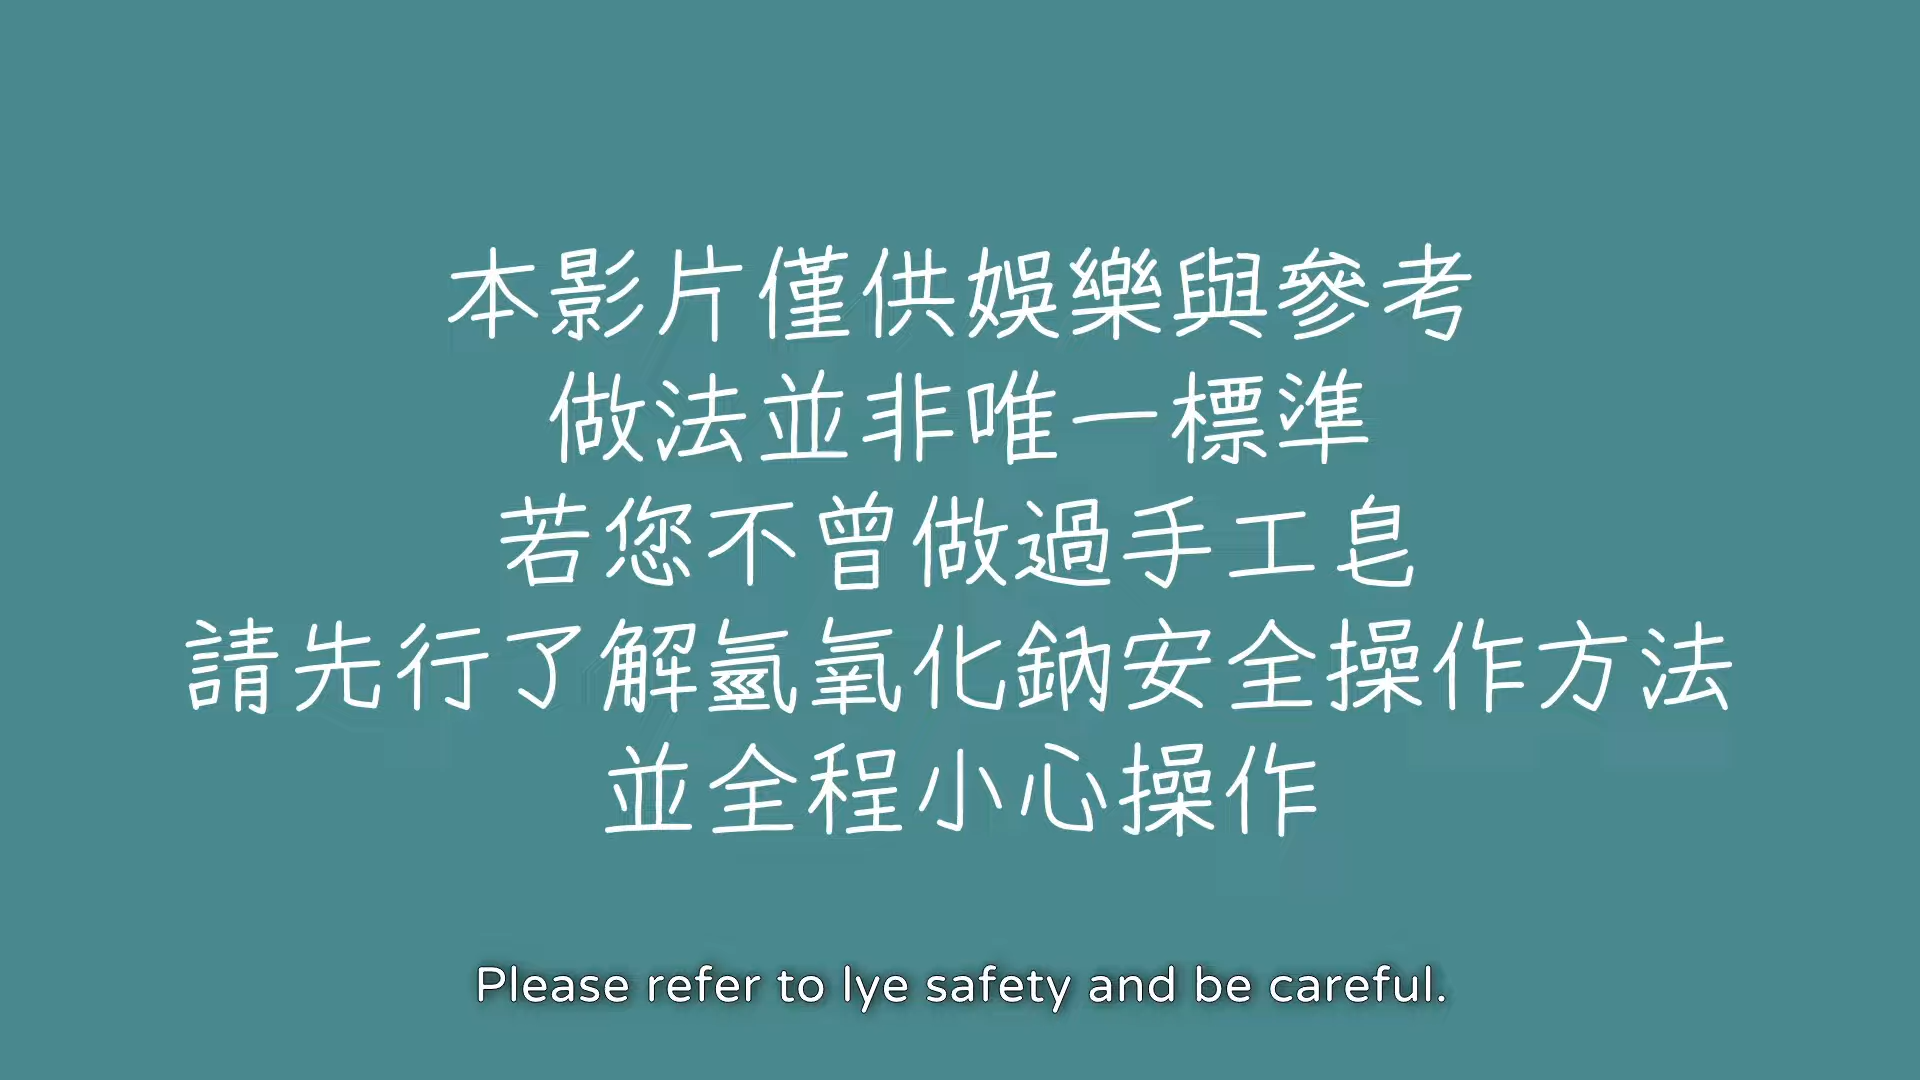 本影片僅供娛樂與參考
做法並非唯一標準
若您不曾做過手工皂
請先行了解氫氧化鈉安全操作方法
並全程小心操作
Please refer to lye safety and be careful.